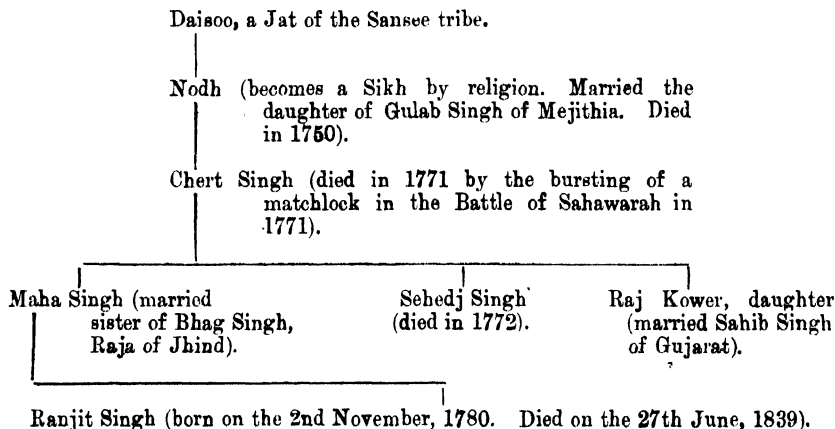 Daisoo, a Jat of the Sansee tribe.
Nodh (becomes a Sikh by religion. Married the
daughter of Gulab Singh of Mejithia. Died
in 1750).
Chert Singh (died in 1771 by the bursting of a
matchlock in the Battle of Sahawarah in
1771).
Maha Singh (married
sister of Bhag Singh,
Raja of Jhind).
Sehedj Singh
(died in 1772).
Raj Kower, daughter
(married Sahib Singh
of Gujarat).
Ranjit Singh (born on the 2nd November, 1780. Died on the 27th June, 1839).